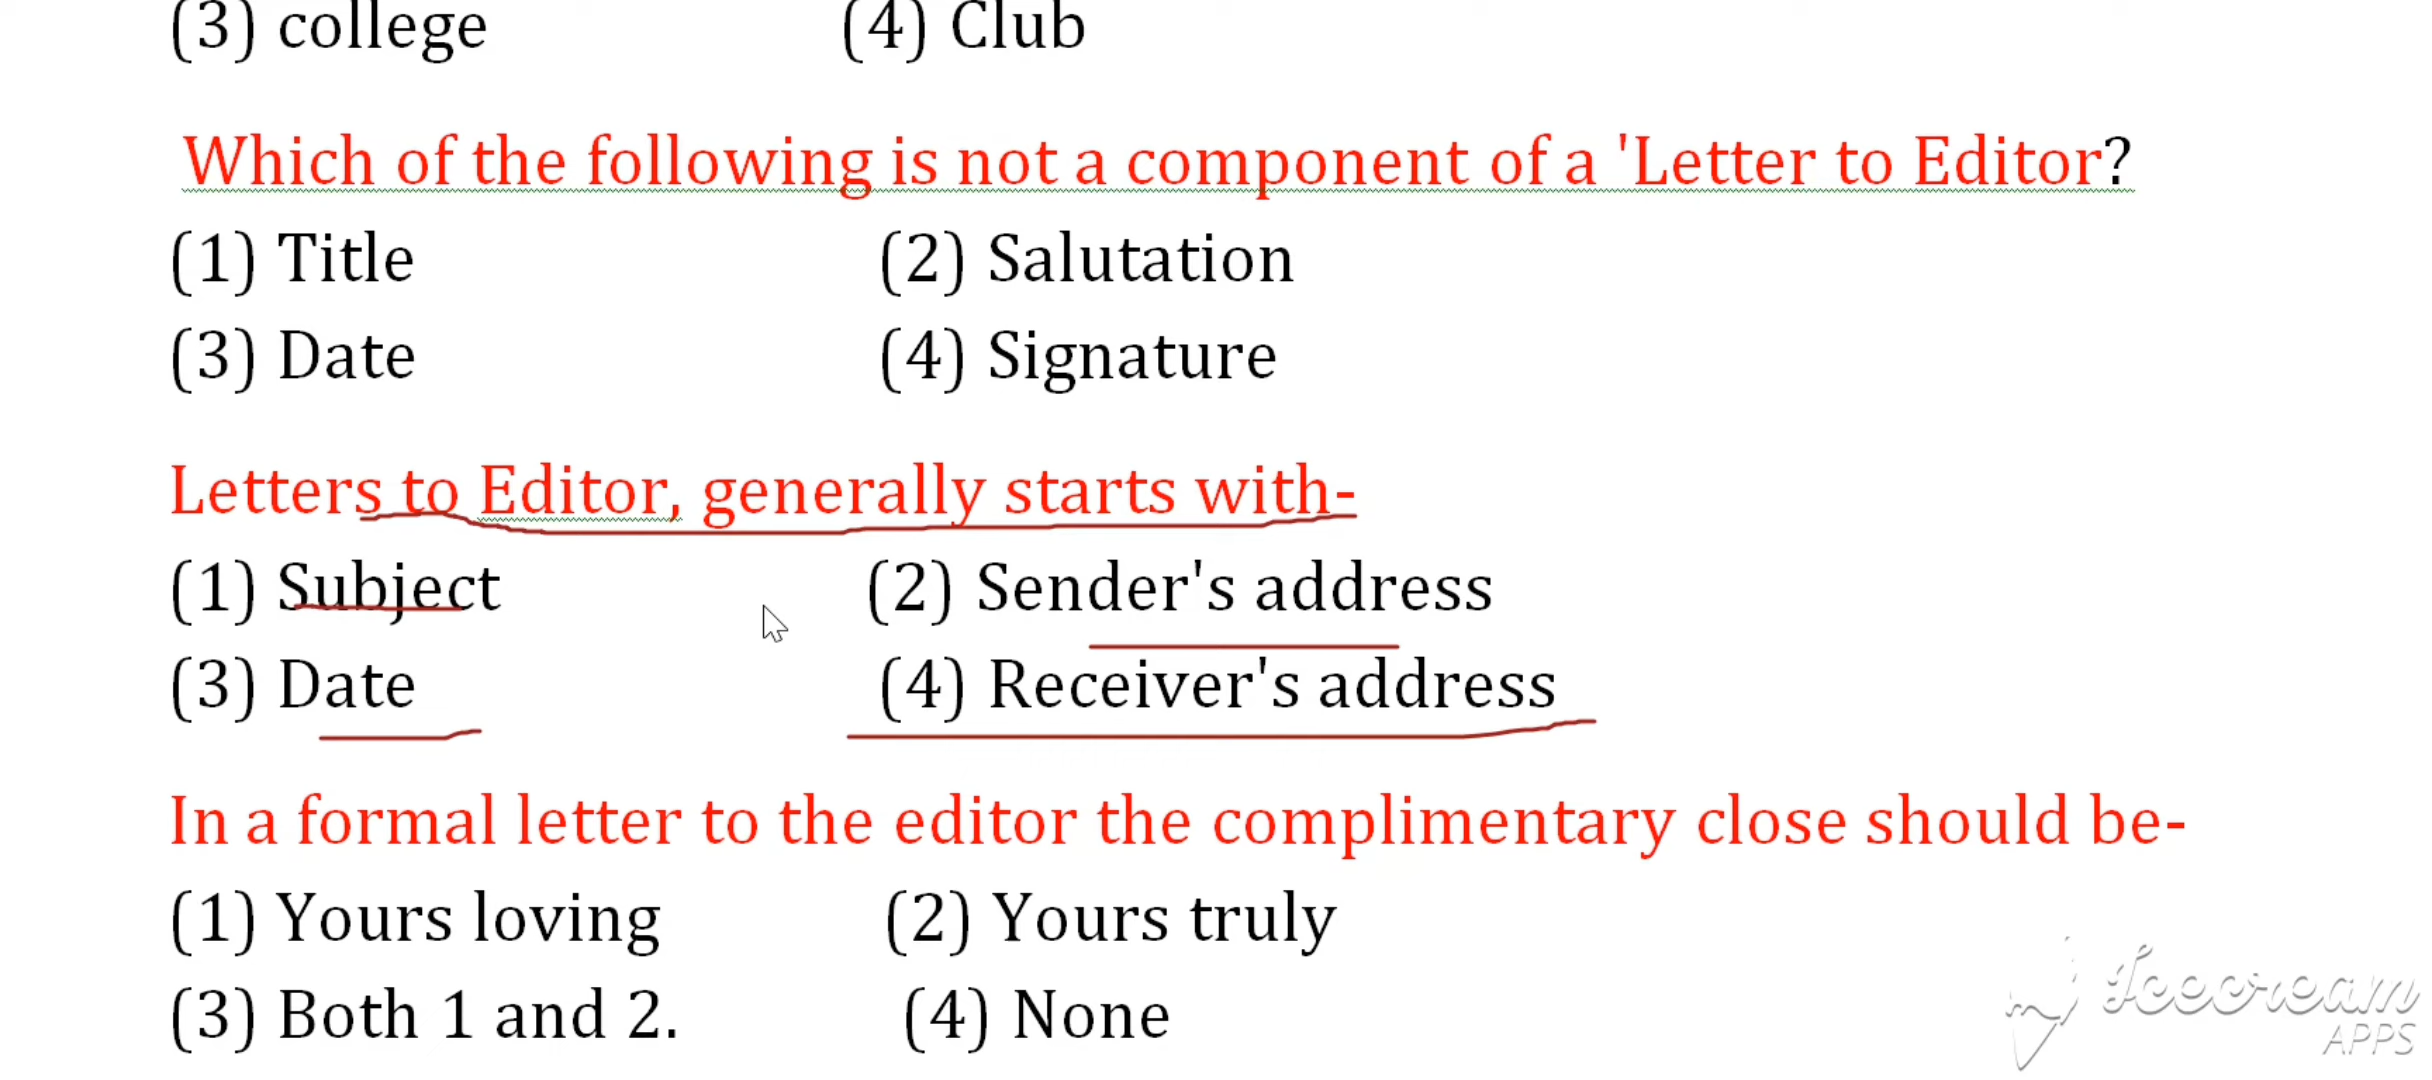 (3) college (4) Club
Which of the following is not a component of a 'Letter to Editor?
(1) Title (2) Salutation
(3) Date (4) Signature
Letters to Editor, generally starts with-
(1) Subject (2) Sender's address
(3) Date (4) Receiver's address
In a formal letter to the editor the complimentary close should be-
(1) Yours loving (2) Yours truly
(3) Both 1 and 2. (4) None
Icecream
APPS